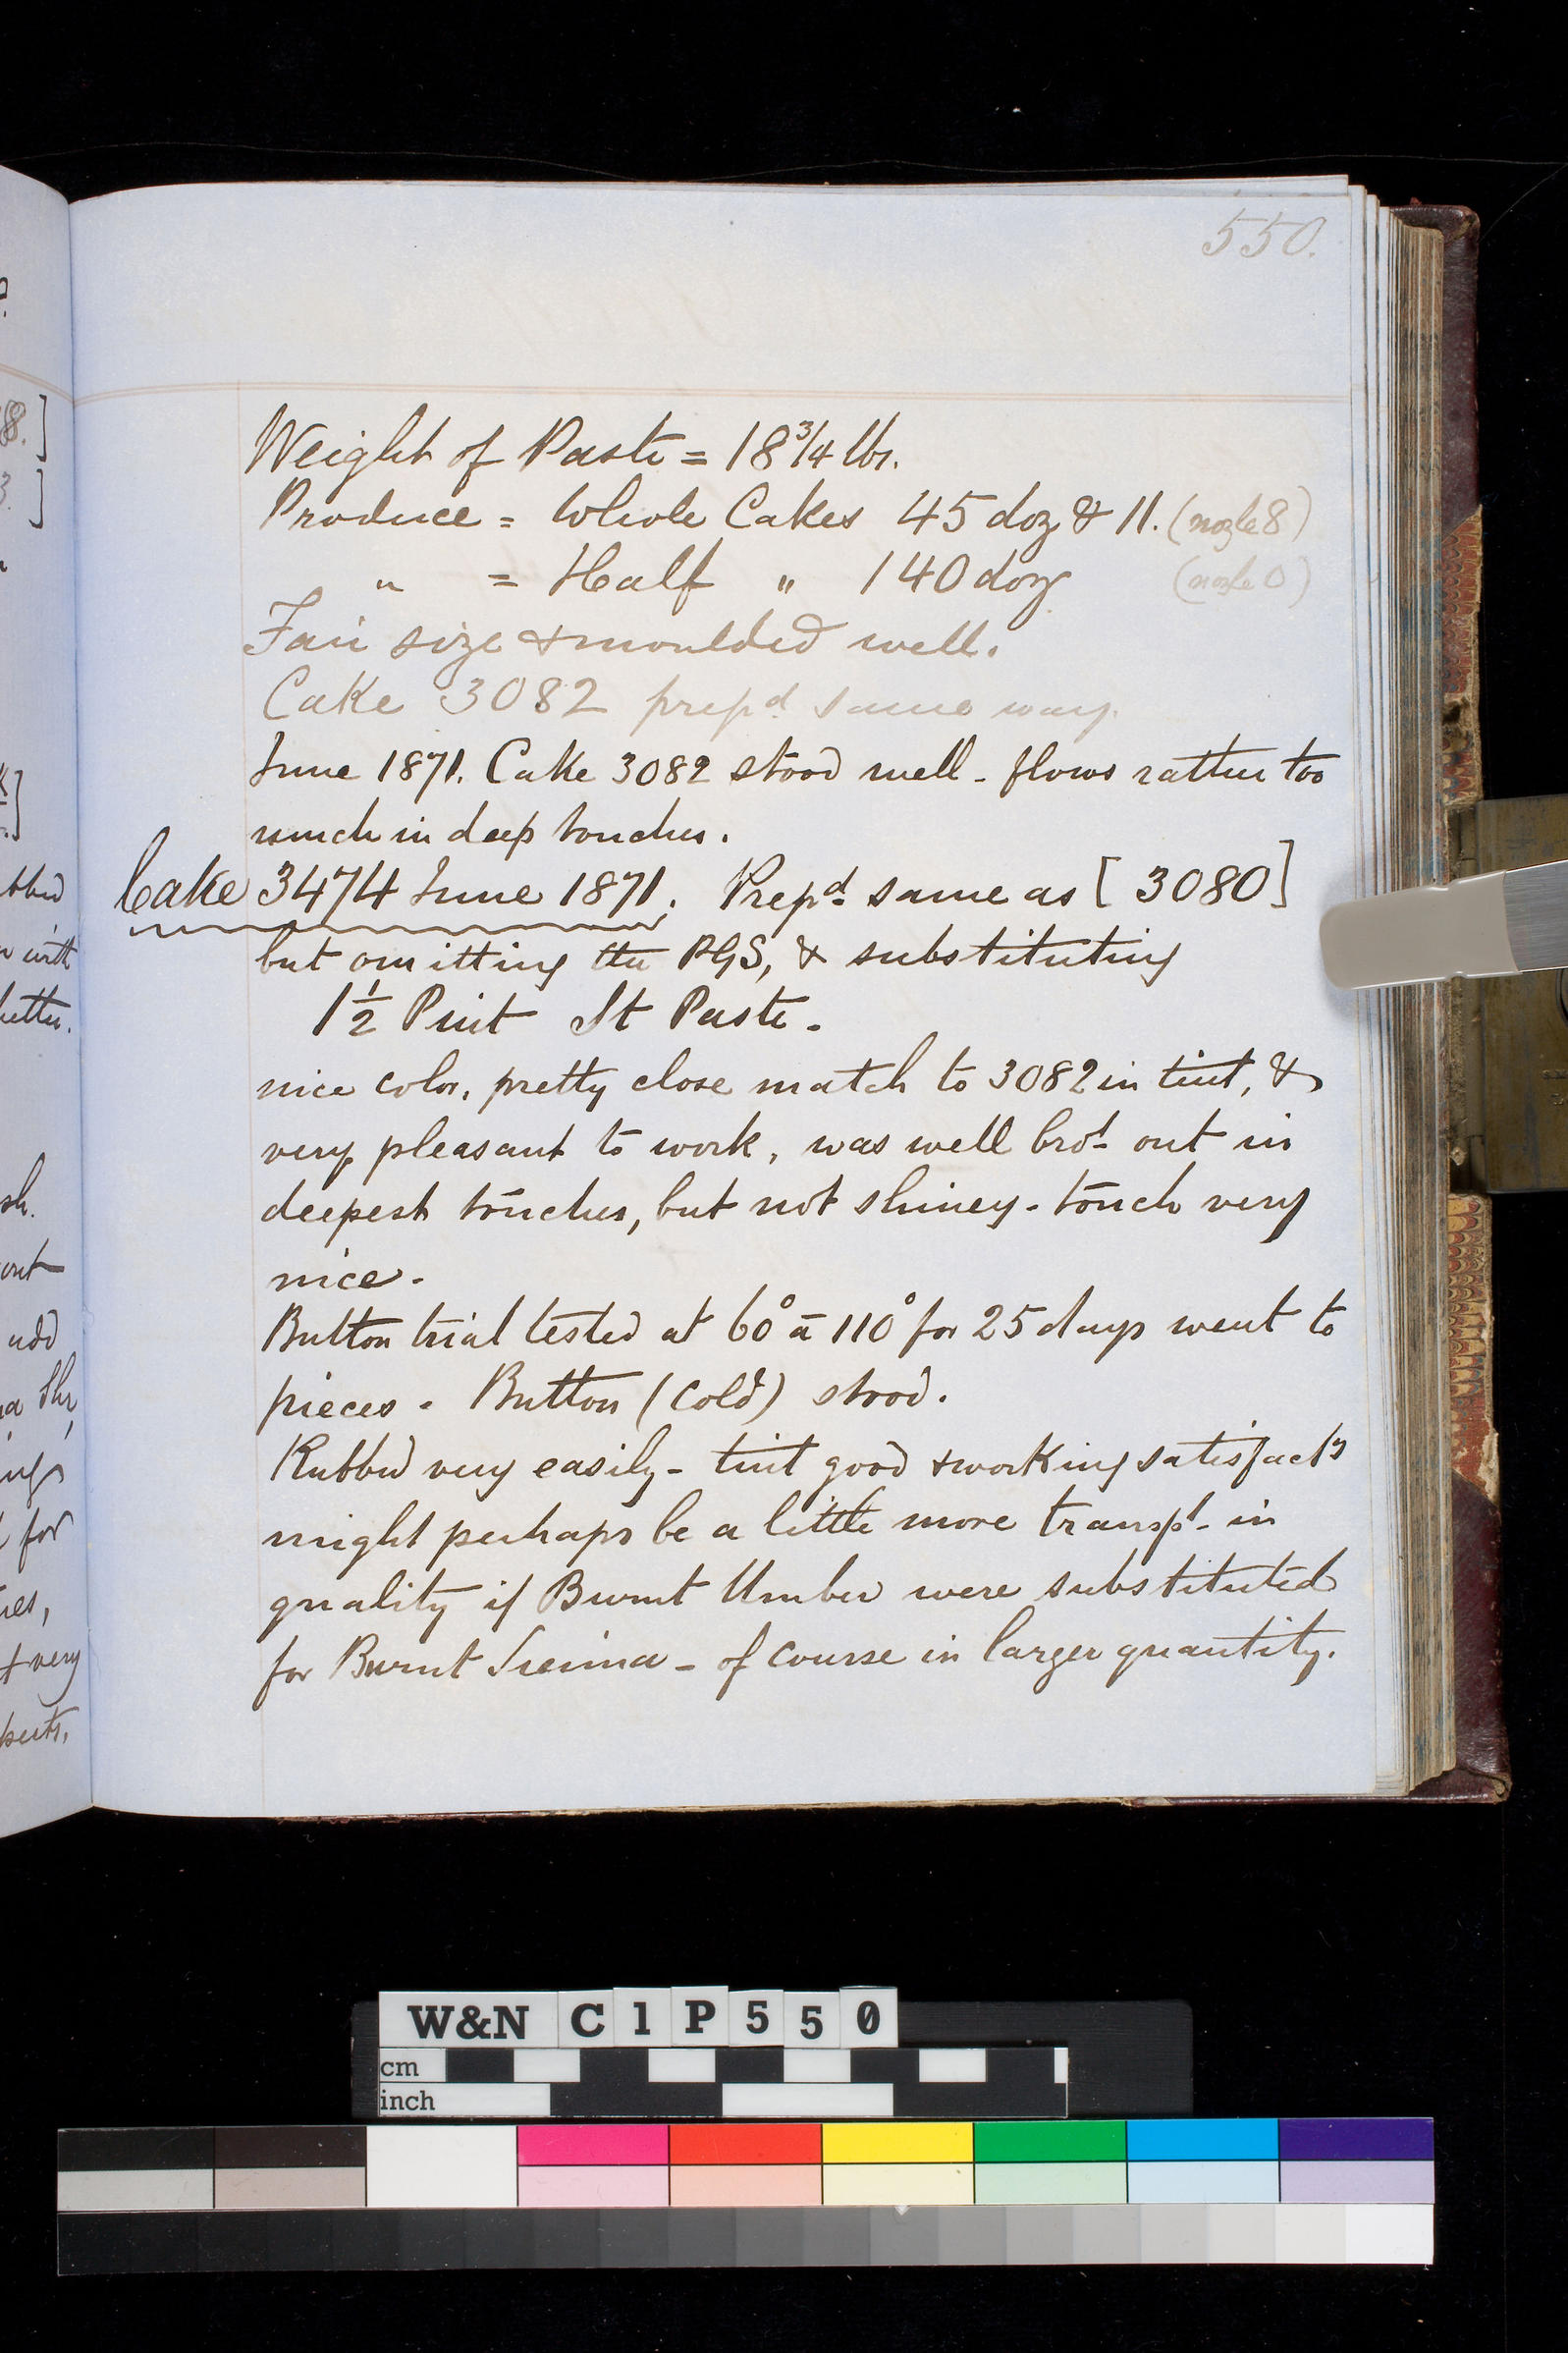 550.
Weight of Paste = 18 3/4 lbs.
Produce = Whole Cakes 45 doz & 11. (nozle 8)
" = Half " 140 doz (nozle 0)
Fair size & moulded well.
Cake 3082 prepd. same way.
June 1871. Cake 3082 stood well - flows rather too
much in deep touches.
Cake 3474 June 1871. Prepd. same as [3080]
but omitting the PGS, & substituting
1 1/2 Pint St Paste.
nice color, pretty close match to 3082 in tint, &
very pleasant to work, was well brot. out in
deepest touches, but not shiney - touch very
nice.
Button trial tested at 60° a 110° for 25 days went to
pieces. Button (cold) stood.
Rubbed very easily - tint good & working satisfacty
might perhaps be a little more transpt. in
quality if Burnt Umber were substituted
for Burnt Sienna - of course in larger quantity.
W&N C1P550
cm
inch